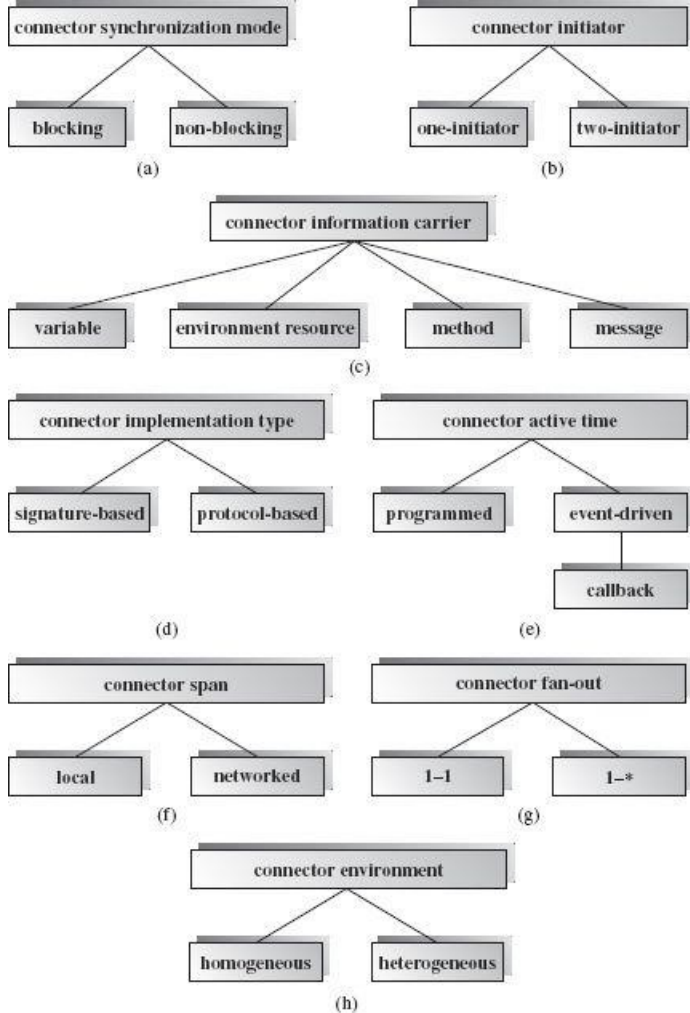 connector synchronization mode
connector initiator
blocking
non-blocking
one-initiator
two-initiator
(a)
(b)
connector information carrier
variable
environment resource
method
message
(c)
connector implementation type
connector active time
signature-based
protocol-based
programmed
event-driven
callback
(d)
(e)
connector span
connector fan-out
local
networked
1–1
1–*
(f)
(g)
connector environment
homogeneous
heterogeneous
(h)